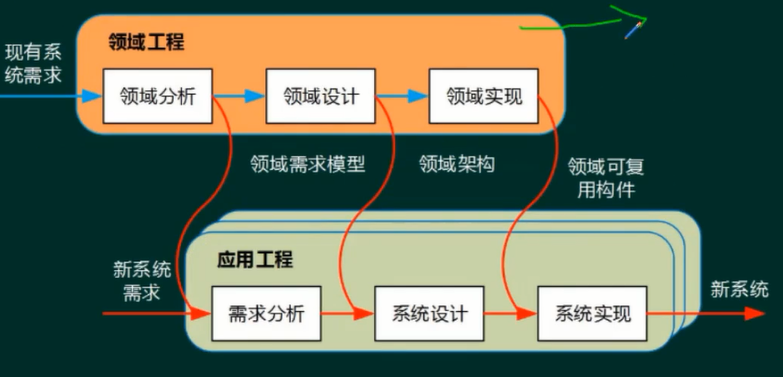 领域工程
现有系
统需求
领域分析
领域设计
领域实现
领域需求模型
领域架构
领域可复
用构件
应用工程
新系统
需求
需求分析
系统设计
系统实现
新系统